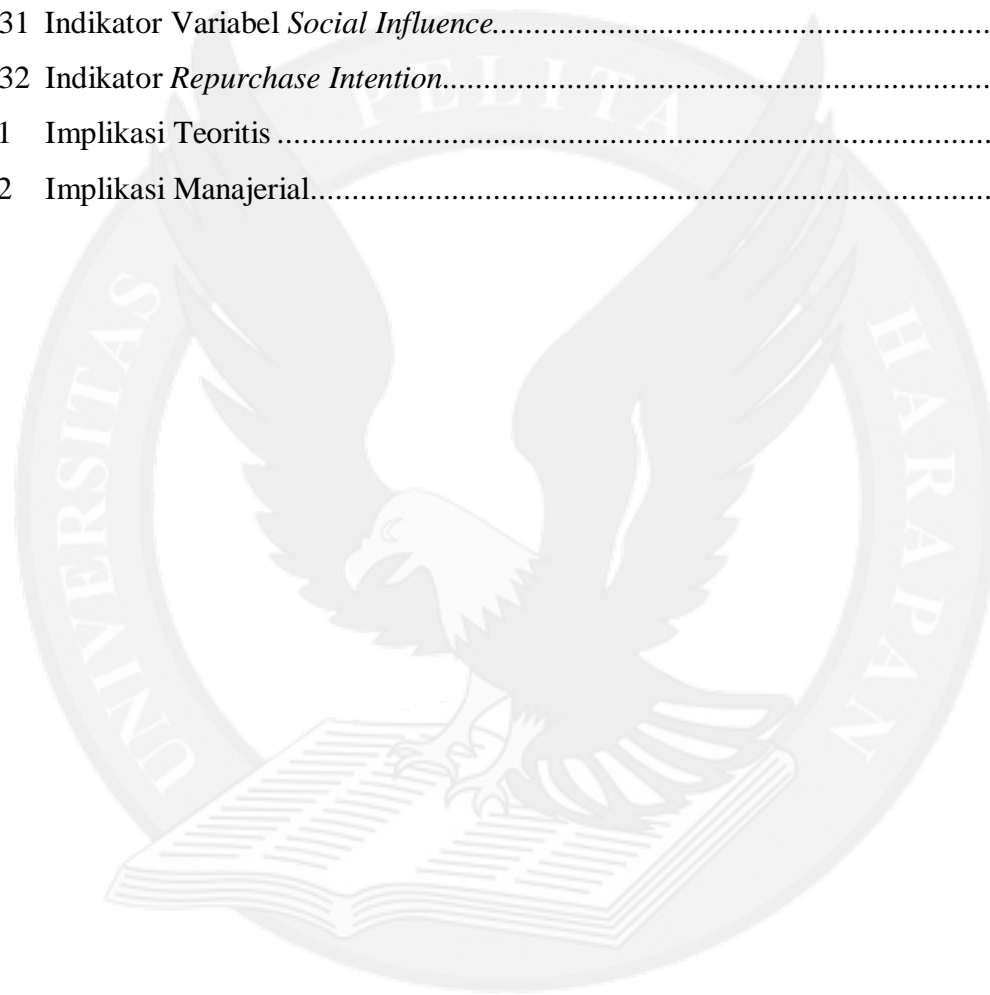 31 Indikator Variabel Social Influence........................................................................
32 Indikator Repurchase Intention...............................................................................
1 Implikasi Teoritis ......................................................................................................
2 Implikasi Manajerial..................................................................................................
UNIVERSITAS PELITA HARAPAN